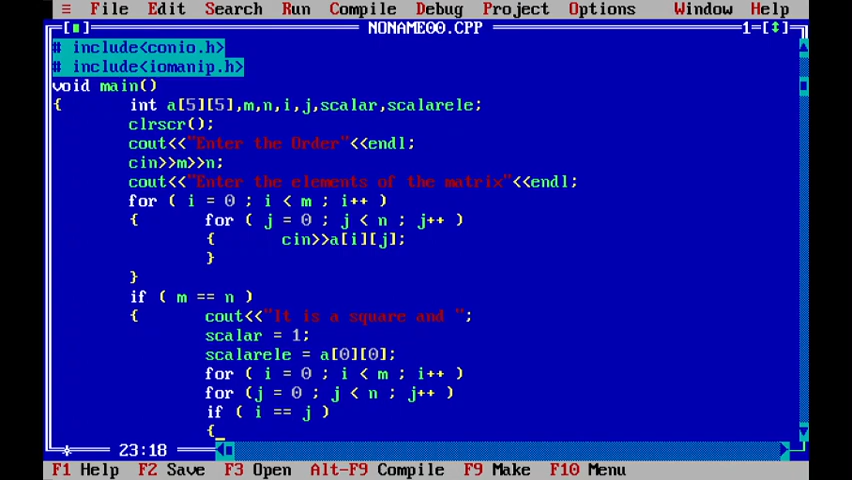 ≡ File Edit Search Run Compile Debug Project Options Window Help
[■] NONAME00.CPP 1=[↕]
# include<conio.h>
# include<iomanip.h>
void main()
{ int a[5][5],m,n,i,j,scalar,scalarele;
clrscr();
cout<<"Enter the Order"<<endl;
cin>>m>>n;
cout<<"Enter the elements of the matrix"<<endl;
for ( i = 0 ; i < m ; i++ )
{ for ( j = 0 ; j < n ; j++ )
{ cin>>a[i][j];
}
}
if ( m == n )
{ cout<<"It is a square and ";
scalar = 1;
scalarele = a[0][0];
for ( i = 0 ; i < m ; i++ )
for (j = 0 ; j < n ; j++ )
if ( i == j )
{_
23:18
F1 Help F2 Save F3 Open Alt-F9 Compile F9 Make F10 Menu